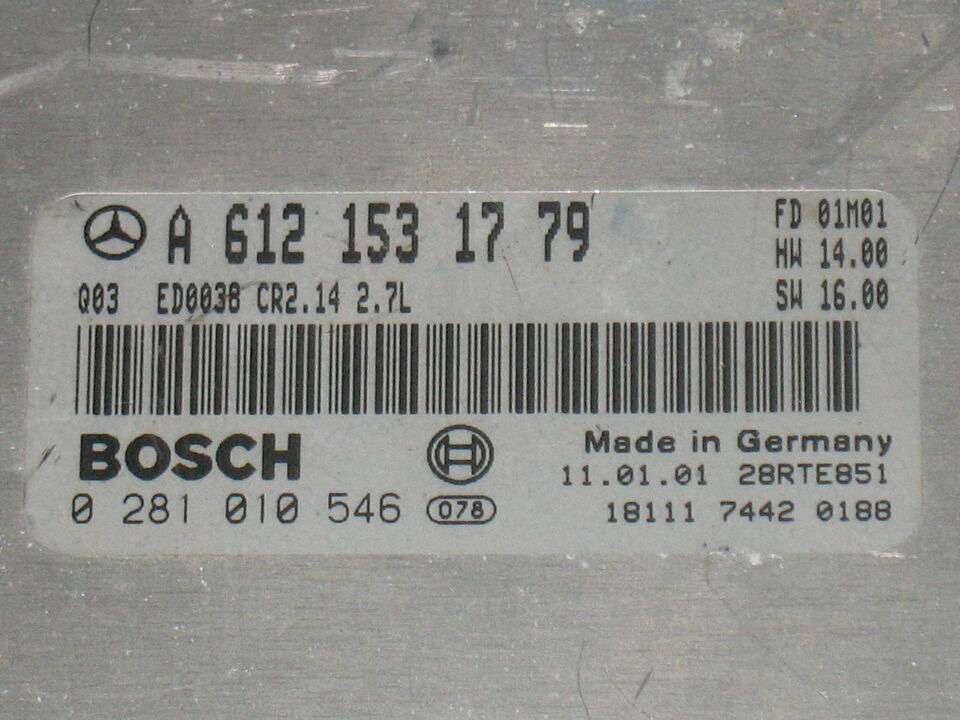 A 612 153 17 79
FD 01M01
HW 14.00
SW 16.00
Q03 ED0038 CR2.14 2.7L
BOSCH
Made in Germany
11.01.01 28RTE851
0 281 010 546 078
18111 7442 0188